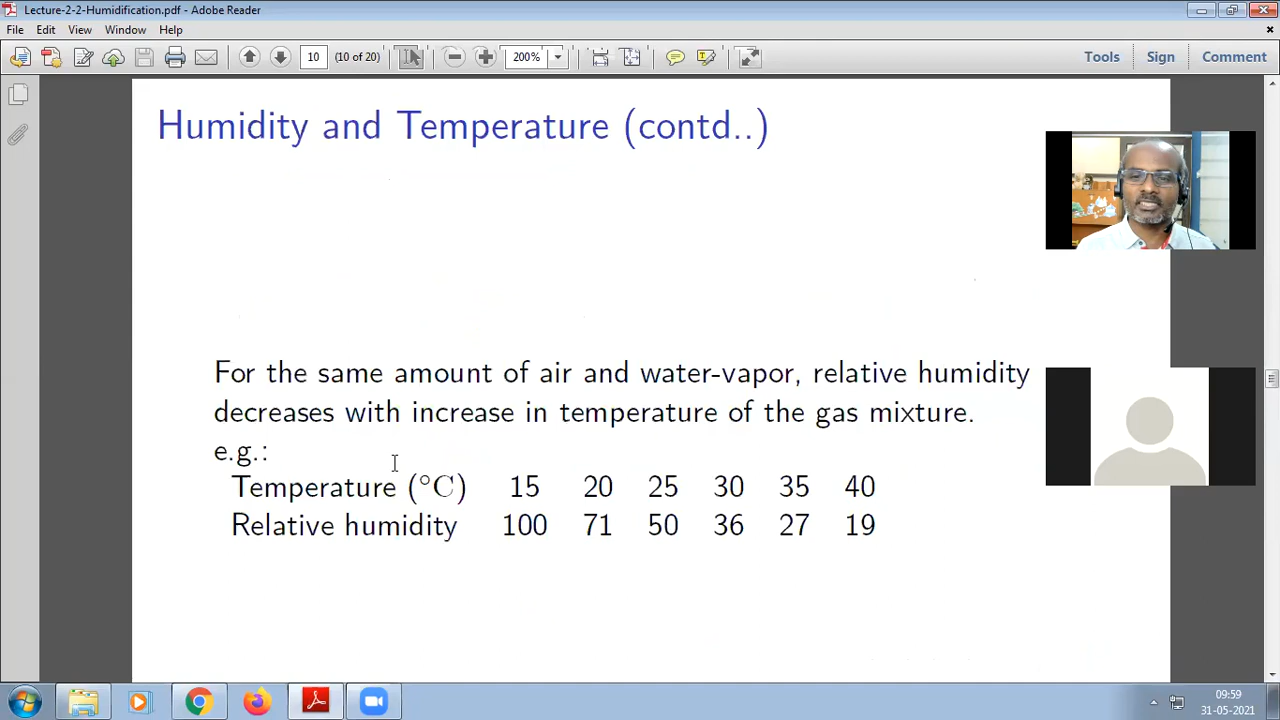 Lecture-2-2-Humidification.pdf - Adobe Reader
File Edit View Window Help
10 (10 of 20) 200% Tools Sign Comment
Humidity and Temperature (contd..)
For the same amount of air and water-vapor, relative humidity
decreases with increase in temperature of the gas mixture.
e.g.:
Temperature (°C) 15 20 25 30 35 40
Relative humidity 100 71 50 36 27 19
09:59
31-05-2021